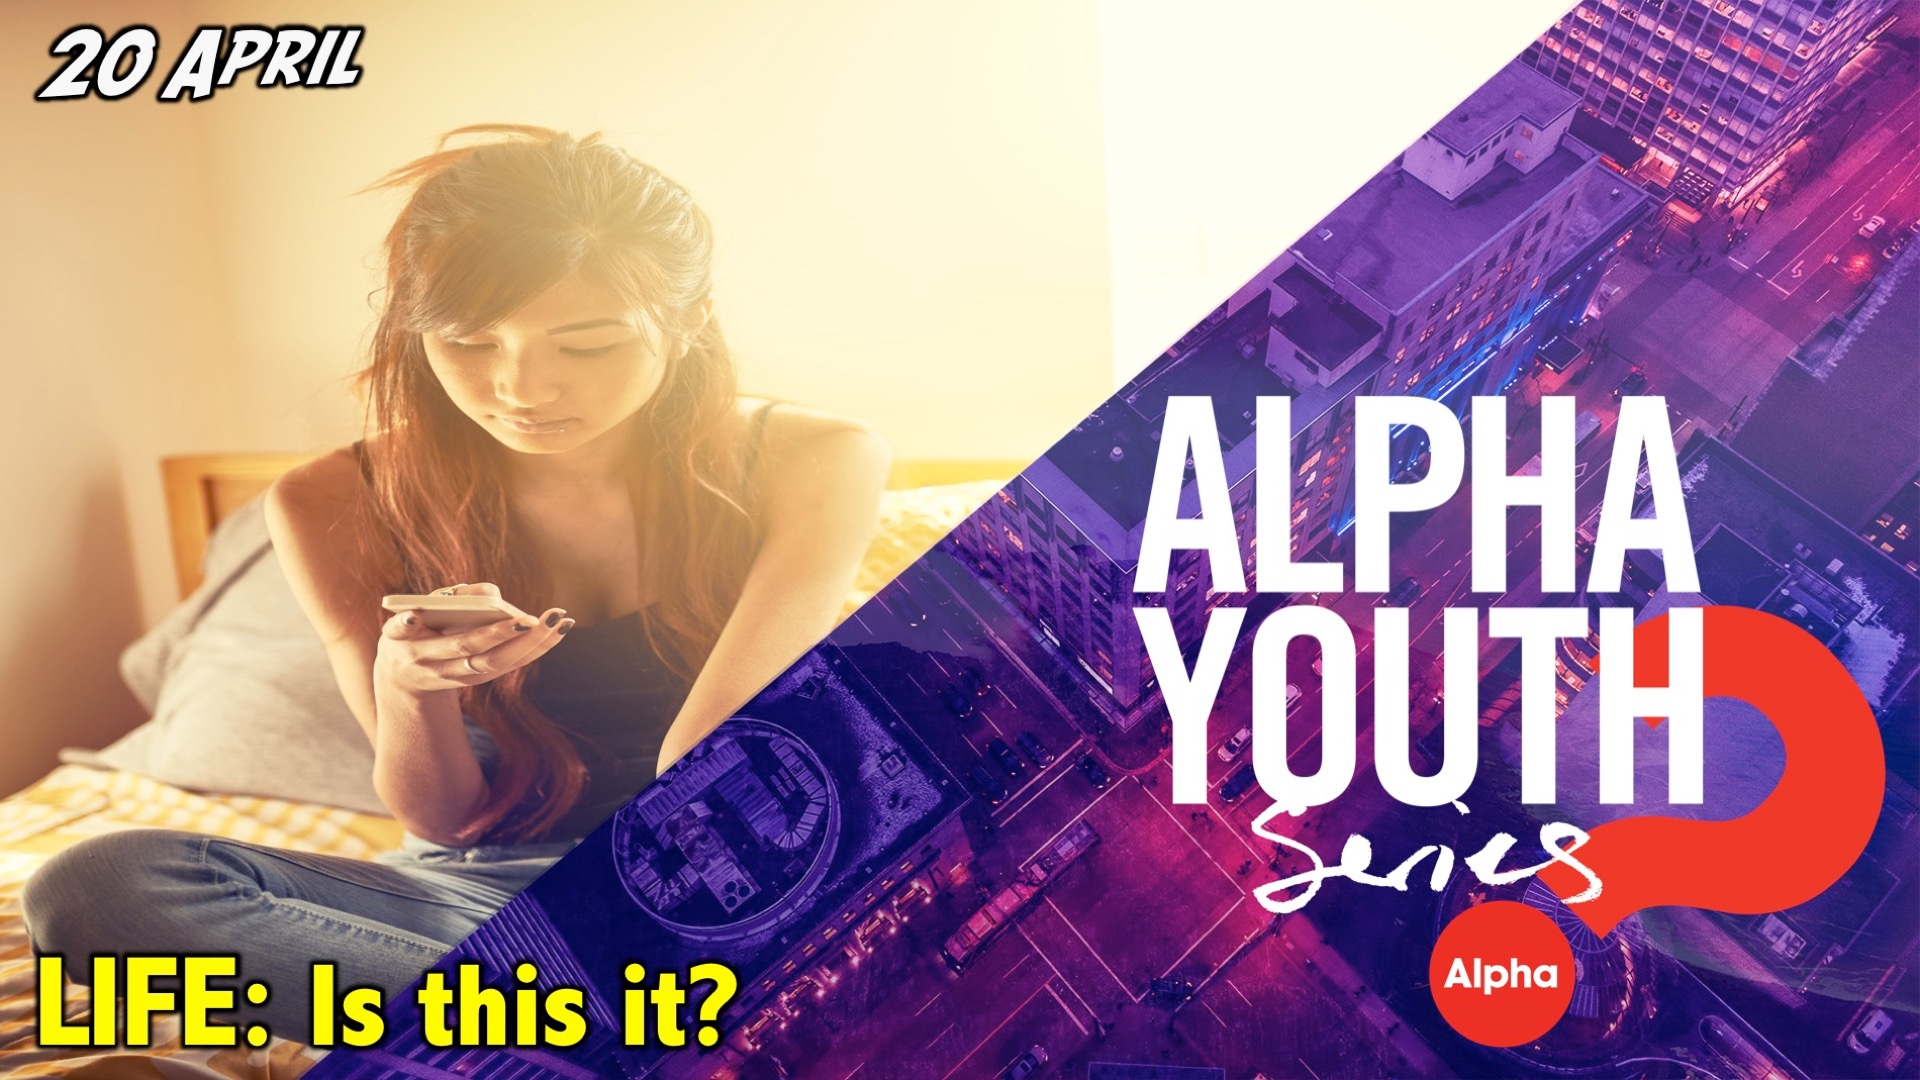 20 APRIL
ALPHA
YOUTH
Series
Alpha
LIFE: Is this it?